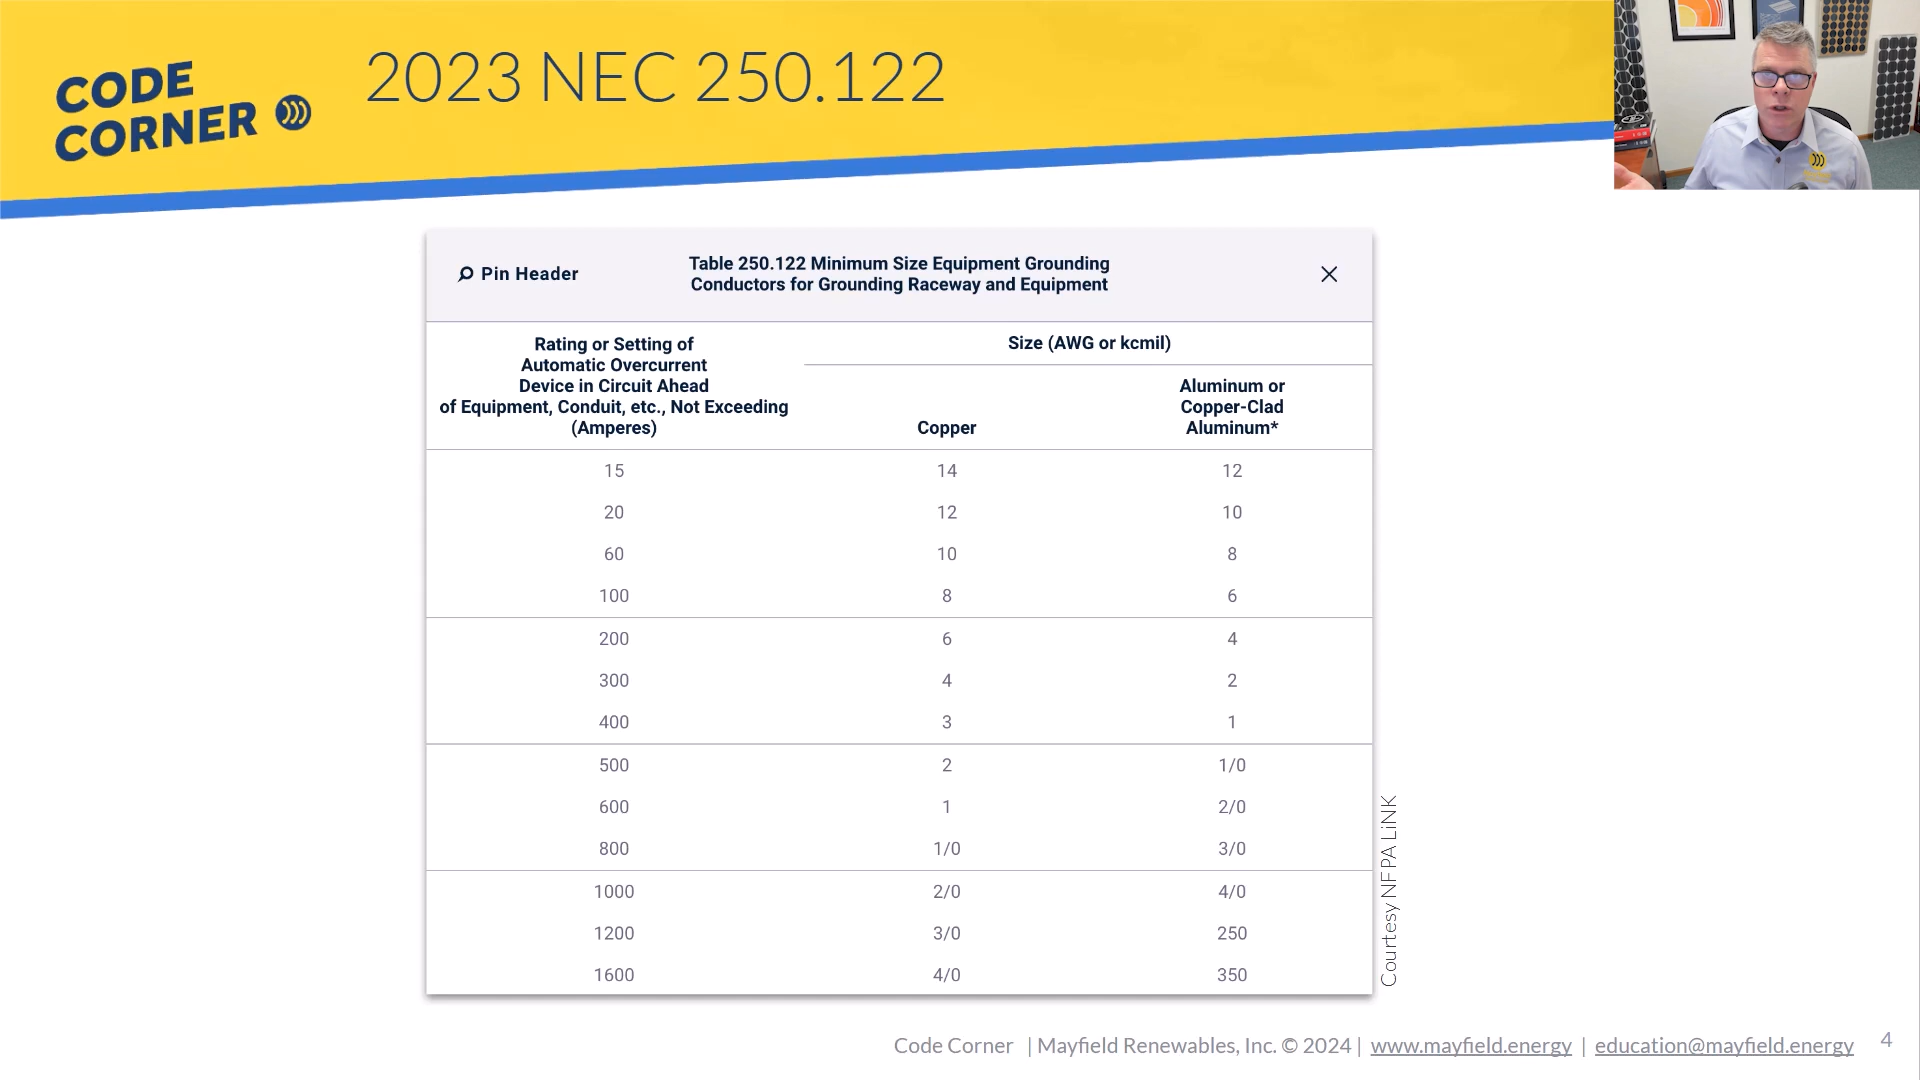 CODE
CORNER
2023 NEC 250.122
Pin Header
Table 250.122 Minimum Size Equipment Grounding
Conductors for Grounding Raceway and Equipment
Rating or Setting of
Automatic Overcurrent
Device in Circuit Ahead
of Equipment, Conduit, etc., Not Exceeding
(Amperes)
Size (AWG or kcmil)
Copper
Aluminum or
Copper-Clad
Aluminum*
15 14 12
20 12 10
60 10 8
100 8 6
200 6 4
300 4 2
400 3 1
500 2 1/0
600 1 2/0
800 1/0 3/0
1000 2/0 4/0
1200 3/0 250
1600 4/0 350
Courtesy NFPA LiNK
Code Corner | Mayfield Renewables, Inc. © 2024 | www.mayfield.energy | education@mayfield.energy 4